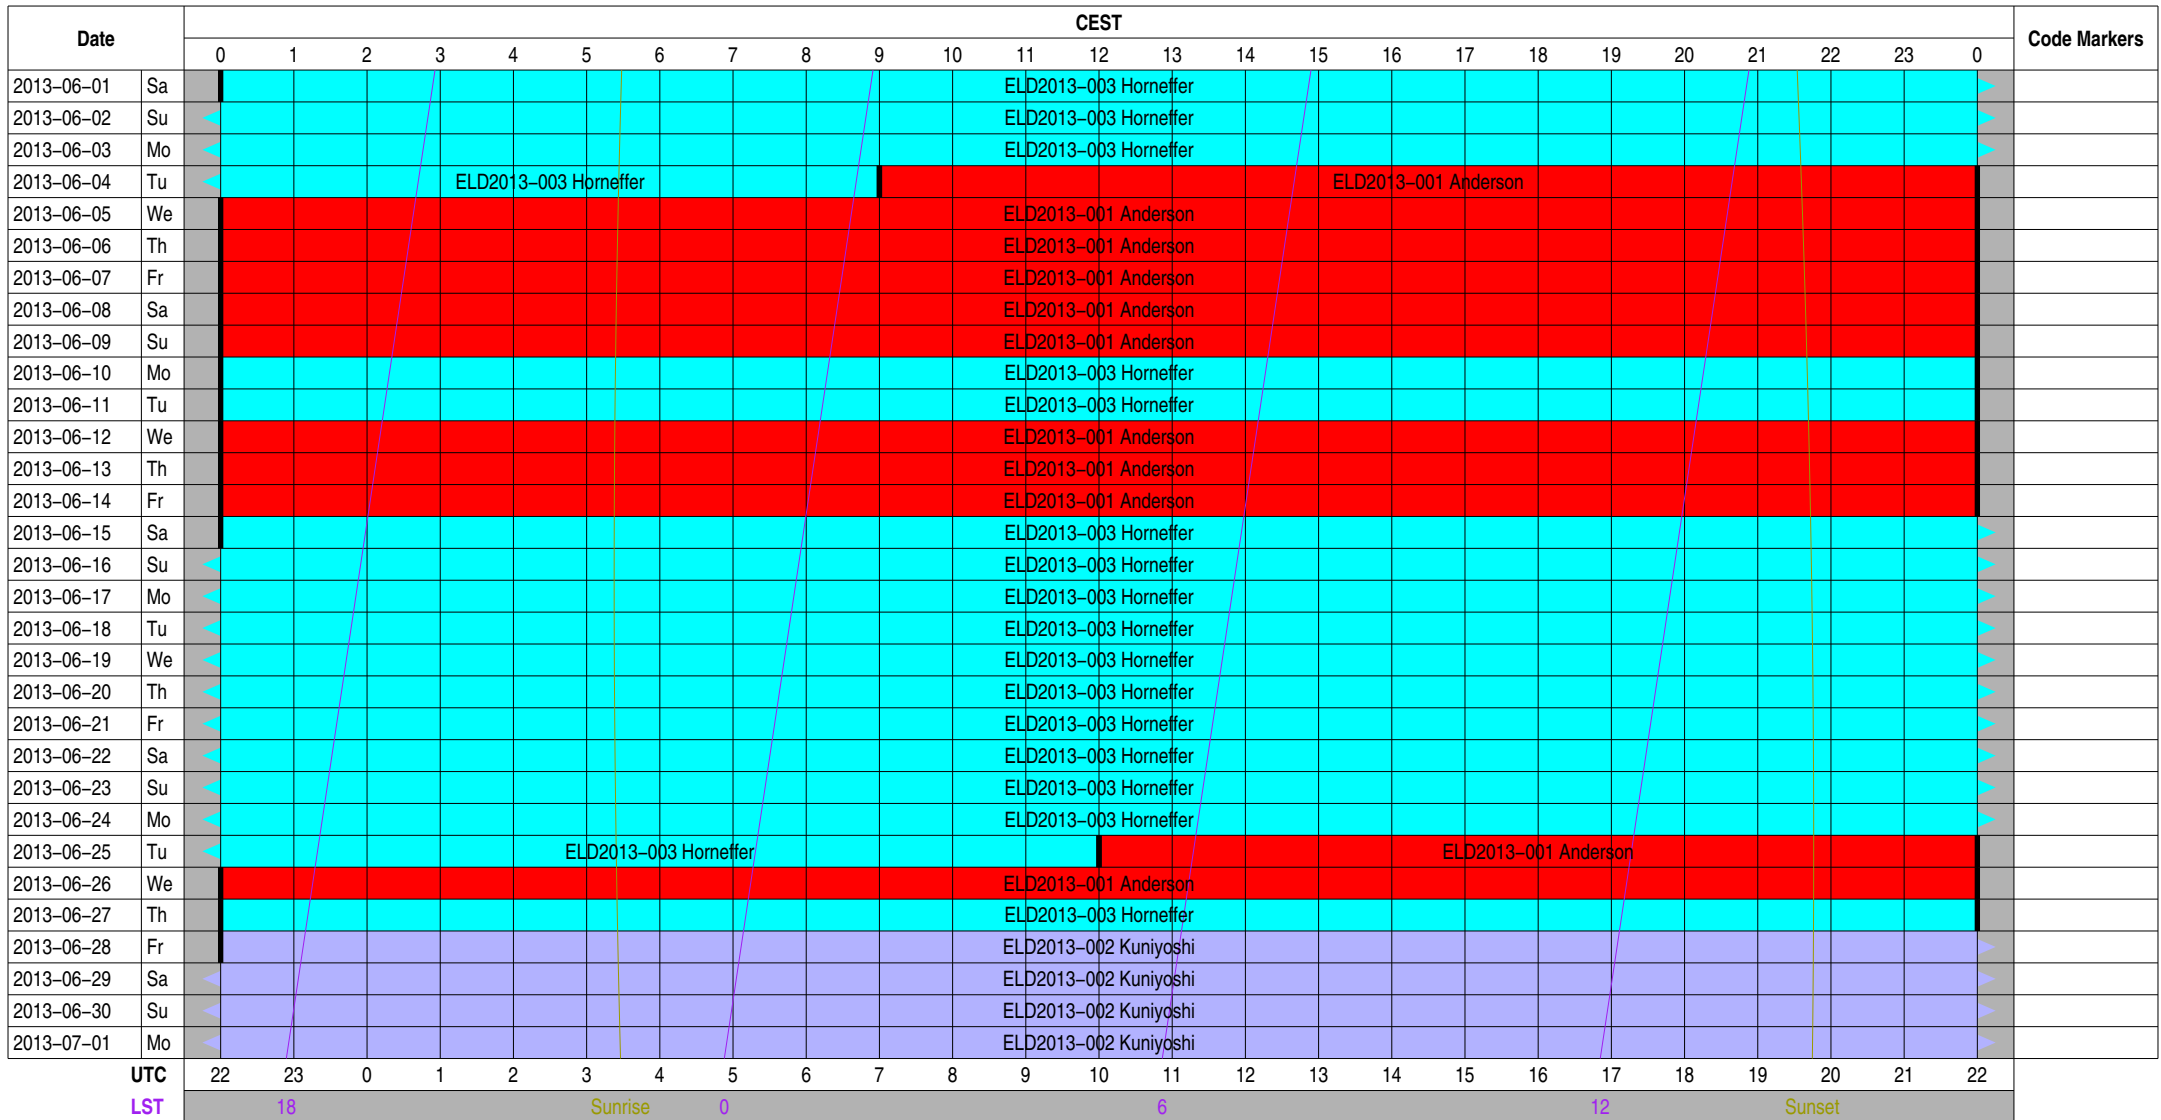 CEST
Date
Code Markers
0 1 2 3 4 5 6 7 8 9 10 11 12 13 14 15 16 17 18 19 20 21 22 23 0
2013-06-01 Sa ELD2013-003 Horneffer
2013-06-02 Su ELD2013-003 Horneffer
2013-06-03 Mo ELD2013-003 Horneffer
2013-06-04 Tu ELD2013-003 Horneffer ELD2013-001 Anderson
2013-06-05 We ELD2013-001 Anderson
2013-06-06 Th ELD2013-001 Anderson
2013-06-07 Fr ELD2013-001 Anderson
2013-06-08 Sa ELD2013-001 Anderson
2013-06-09 Su ELD2013-001 Anderson
2013-06-10 Mo ELD2013-003 Horneffer
2013-06-11 Tu ELD2013-003 Horneffer
2013-06-12 We ELD2013-001 Anderson
2013-06-13 Th ELD2013-001 Anderson
2013-06-14 Fr ELD2013-001 Anderson
2013-06-15 Sa ELD2013-003 Horneffer
2013-06-16 Su ELD2013-003 Horneffer
2013-06-17 Mo ELD2013-003 Horneffer
2013-06-18 Tu ELD2013-003 Horneffer
2013-06-19 We ELD2013-003 Horneffer
2013-06-20 Th ELD2013-003 Horneffer
2013-06-21 Fr ELD2013-003 Horneffer
2013-06-22 Sa ELD2013-003 Horneffer
2013-06-23 Su ELD2013-003 Horneffer
2013-06-24 Mo ELD2013-003 Horneffer
2013-06-25 Tu ELD2013-003 Horneffer ELD2013-001 Anderson
2013-06-26 We ELD2013-001 Anderson
2013-06-27 Th ELD2013-003 Horneffer
2013-06-28 Fr ELD2013-002 Kuniyoshi
2013-06-29 Sa ELD2013-002 Kuniyoshi
2013-06-30 Su ELD2013-002 Kuniyoshi
2013-07-01 Mo ELD2013-002 Kuniyoshi
UTC 22 23 0 1 2 3 4 5 6 7 8 9 10 11 12 13 14 15 16 17 18 19 20 21 22
LST 18 Sunrise 0 6 12 Sunset